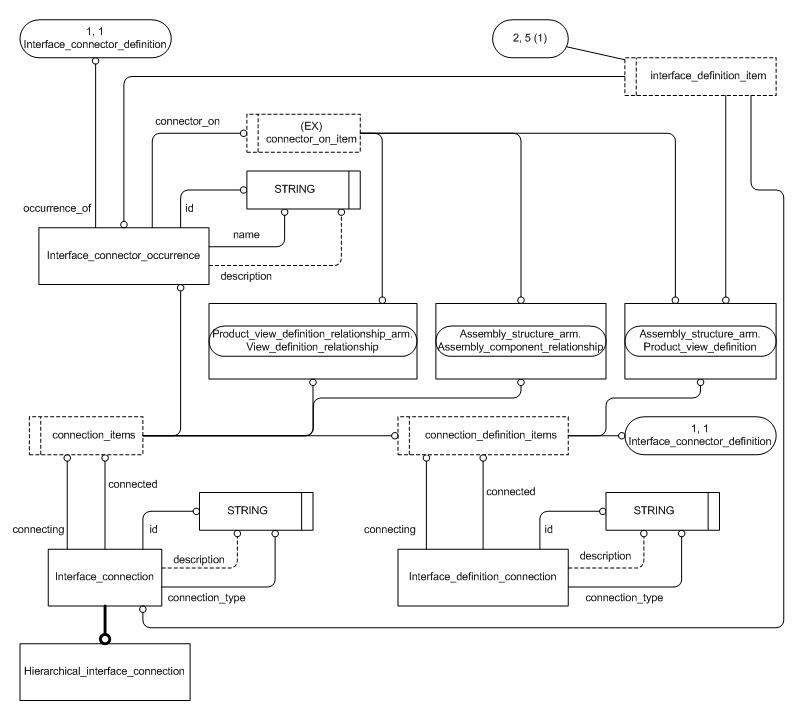 1, 1
Interface_connector_definition
2, 5 (1)
interface_definition_item
connector_on
(EX)
connector_on_item
STRING
occurrence_of
id
name
Interface_connector_occurrence
description
Product_view_definition_relationship_arm.
View_definition_relationship
Assembly_structure_arm.
Assembly_component_relationship
Assembly_structure_arm.
Product_view_definition
connection_items
connection_definition_items
1, 1
Interface_connector_definition
connected
connected
STRING
STRING
connecting
id
connecting
id
description
description
Interface_connection
Interface_definition_connection
connection_type
connection_type
Hierarchical_interface_connection